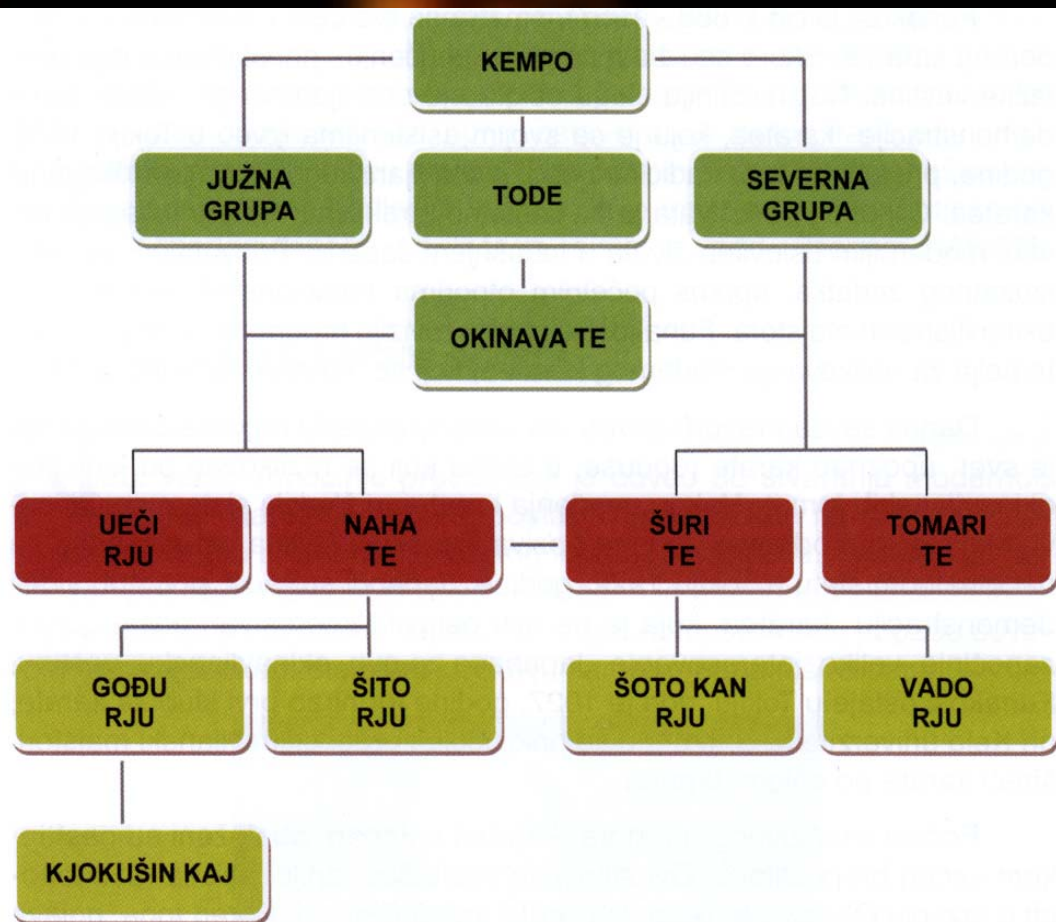 KEMPO
JUŽNA
GRUPA
TODE
SEVERNA
GRUPA
OKINAVA TE
UEČI
RJU
NAHA
TE
ŠURI
TE
TOMARI
TE
GOĐU
RJU
ŠITO
RJU
ŠOTO KAN
RJU
VADO
RJU
KJOKUŠIN KAJ